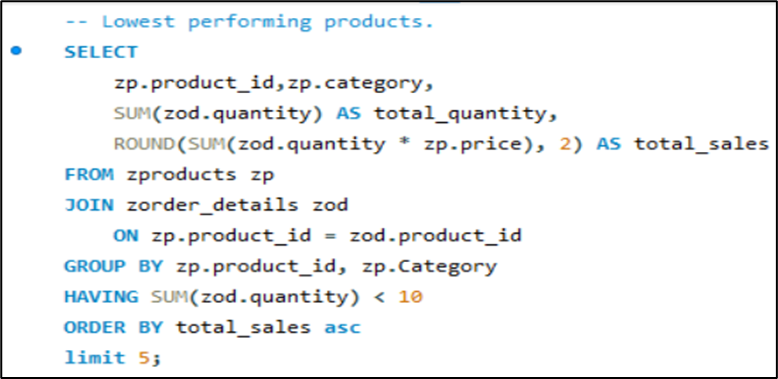 -- Lowest performing products.
SELECT
zp.product_id,zp.category,
SUM(zod.quantity) AS total_quantity,
ROUND(SUM(zod.quantity * zp.price), 2) AS total_sales
FROM zproducts zp
JOIN zorder_details zod
ON zp.product_id = zod.product_id
GROUP BY zp.product_id, zp.Category
HAVING SUM(zod.quantity) < 10
ORDER BY total_sales asc
limit 5;